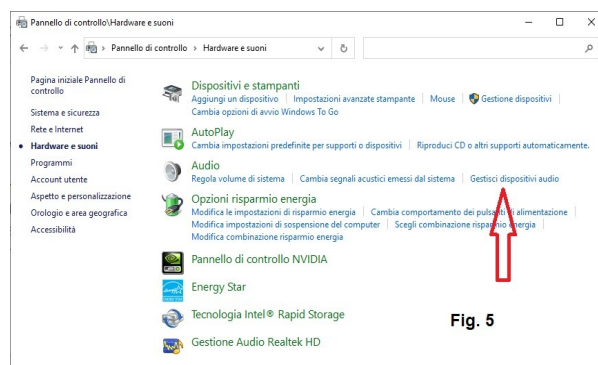 Pannello di controllo\Hardware e suoni
Pannello di controllo > Hardware e suoni
Pagina iniziale Pannello di
controllo
Sistema e sicurezza
Rete e Internet
Hardware e suoni
Programmi
Account utente
Aspetto e personalizzazione
Orologio e area geografica
Accessibilità
Dispositivi e stampanti
Aggiungi un dispositivo | Impostazioni avanzate stampante | Mouse | Gestione dispositivi |
Cambia opzioni di avvio Windows To Go
AutoPlay
Cambia impostazioni predefinite per supporti o dispositivi | Riproduci CD o altri supporti automaticamente.
Audio
Regola volume di sistema | Cambia segnali acustici emessi dal sistema | Gestisci dispositivi audio
Opzioni risparmio energia
Modifica le impostazioni di risparmio energia | Cambia comportamento dei pulsanti di alimentazione |
Modifica impostazioni di sospensione del computer | Scegli combinazione risparmio energia |
Modifica combinazione risparmio energia
Pannello di controllo NVIDIA
Energy Star
Tecnologia Intel® Rapid Storage
Gestione Audio Realtek HD
Fig. 5